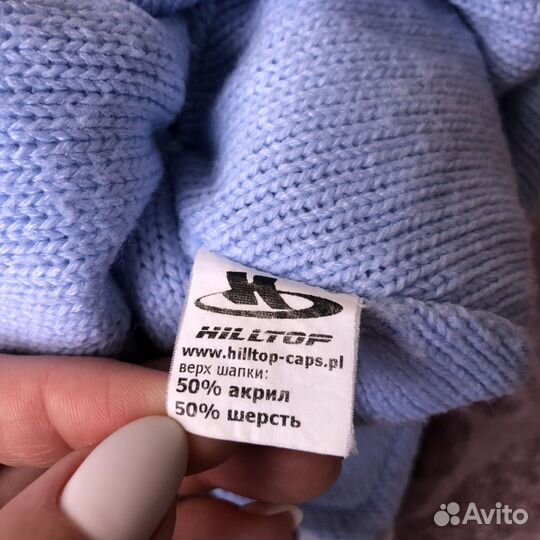 HILLTOP
www.hilltop-caps.pl
верх шапки:
50% акрил
50% шерсть
Avito